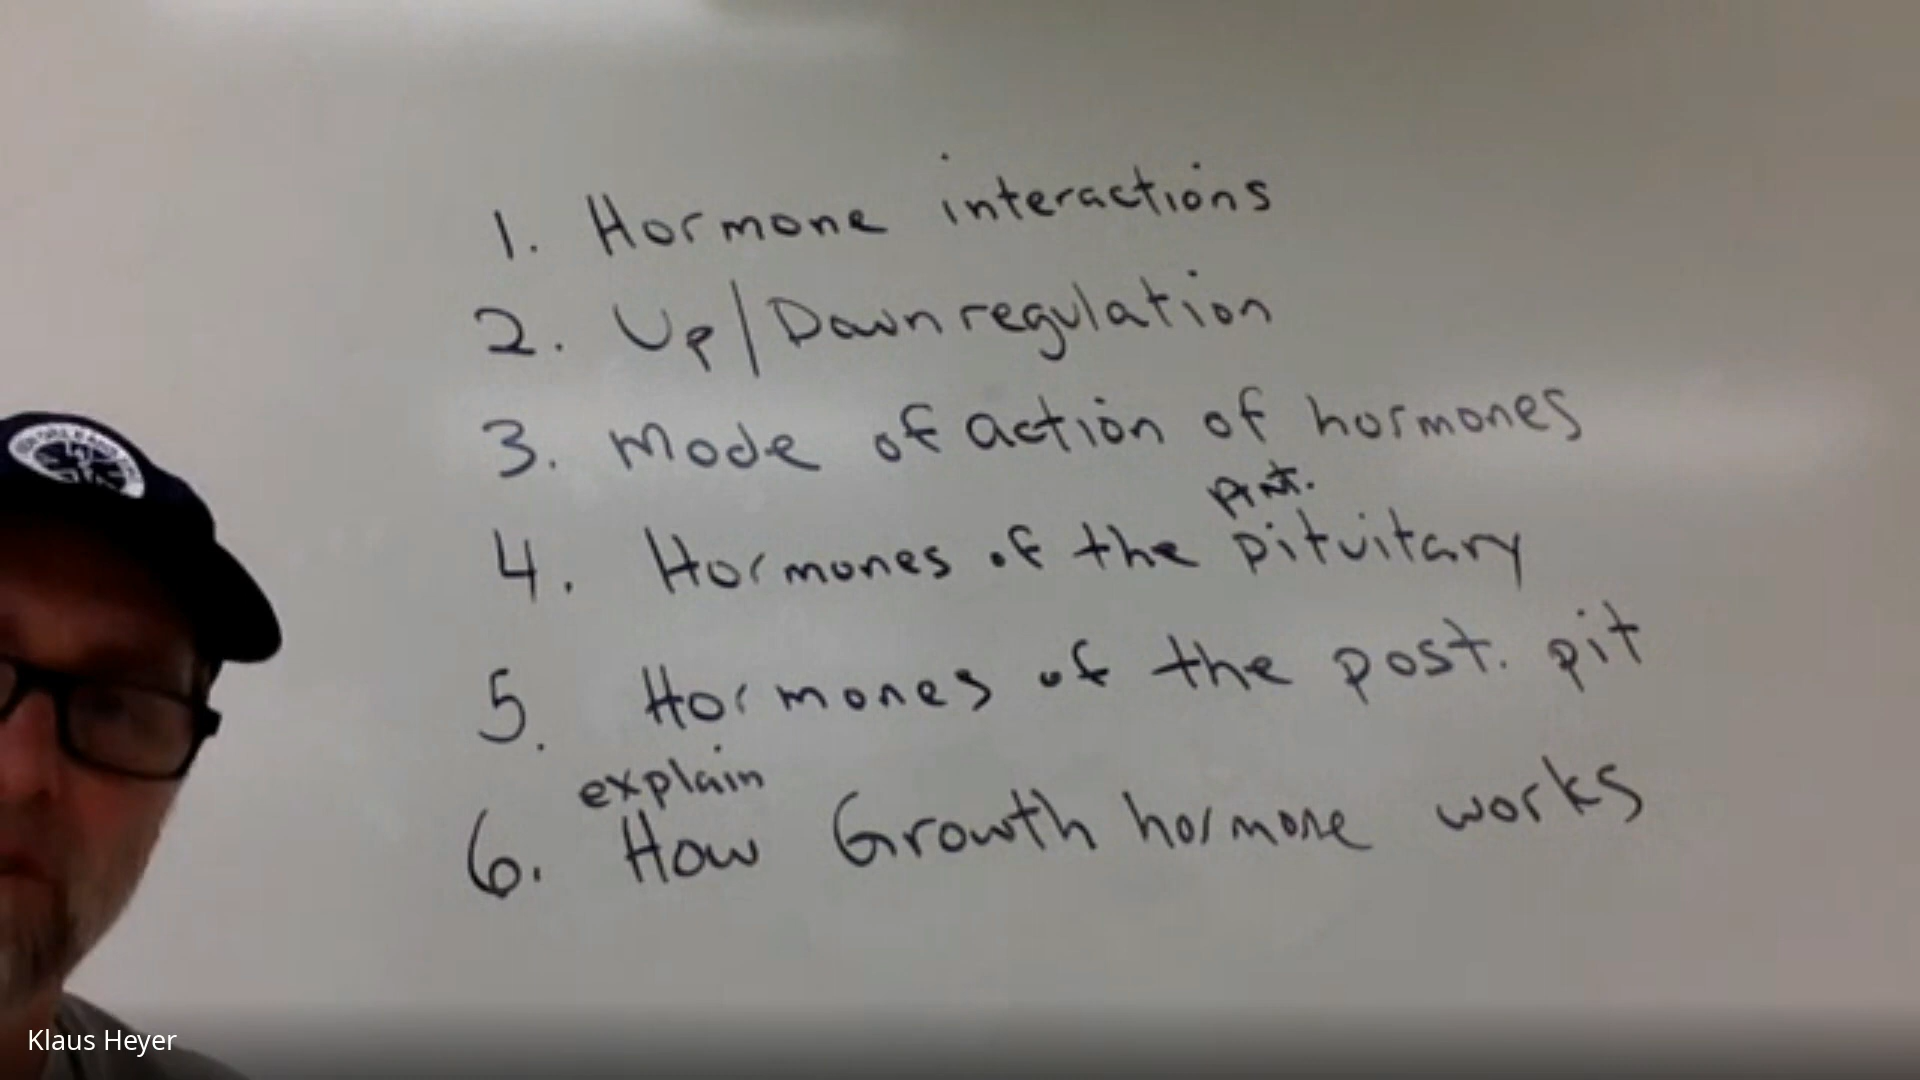 1. Hormone interactions
2. Up/Down regulation
3. Mode of action of hormones
Ant.
4. Hormones of the pituitary
5. Hormones of the post. pit
explain
6. How Growth hormone works
Klaus Heyer